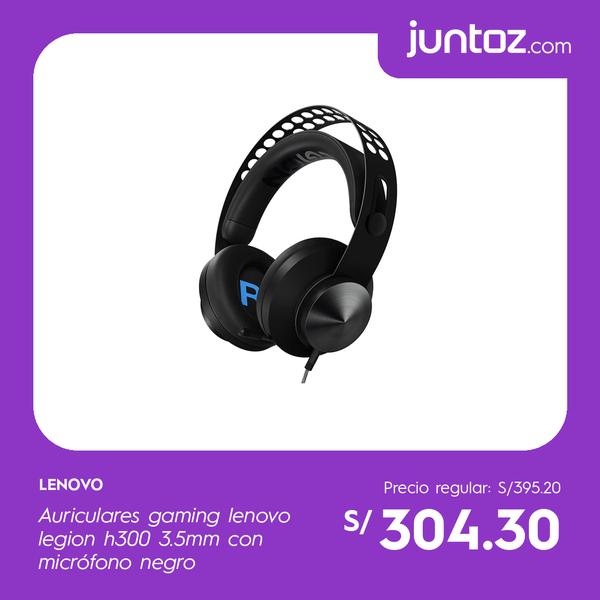 juntoz.com
R
LENOVO
Auriculares gaming lenovo
legion h300 3.5mm con
micrófono negro
Precio regular: S/395.20
S/304.30